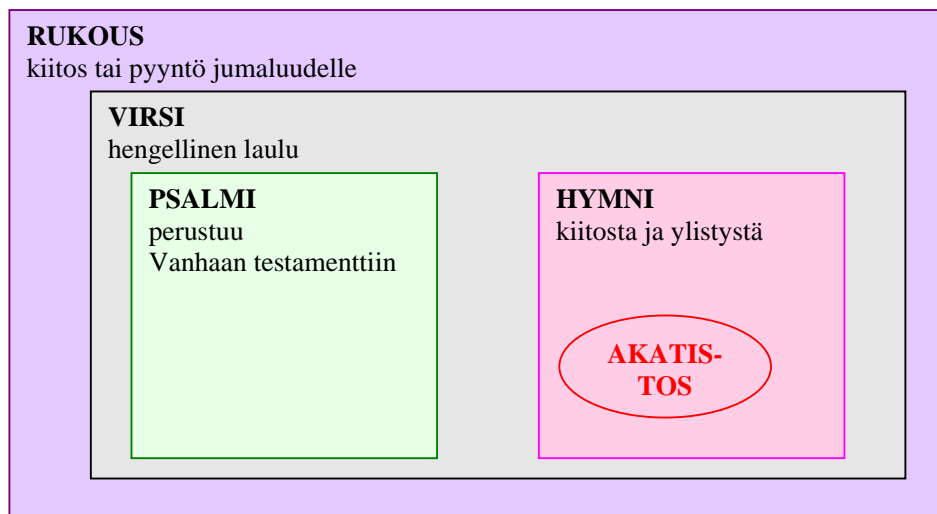 RUKOUS
kiitos tai pyyntö jumaluudelle
VIRSI
hengellinen laulu
PSALMI
perustuu
Vanhaan testamenttiin
HYMNI
kiitosta ja ylistystä
AKATIS-
TOS